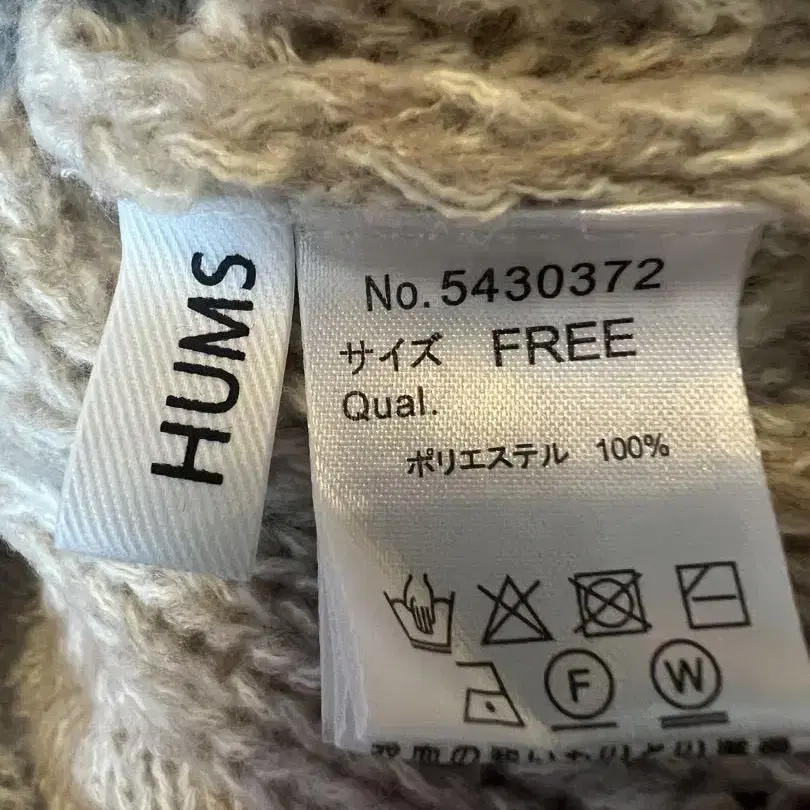 HUMS
No.5430372
サイズ FREE
Qual.
ポリエステル 100%
F W